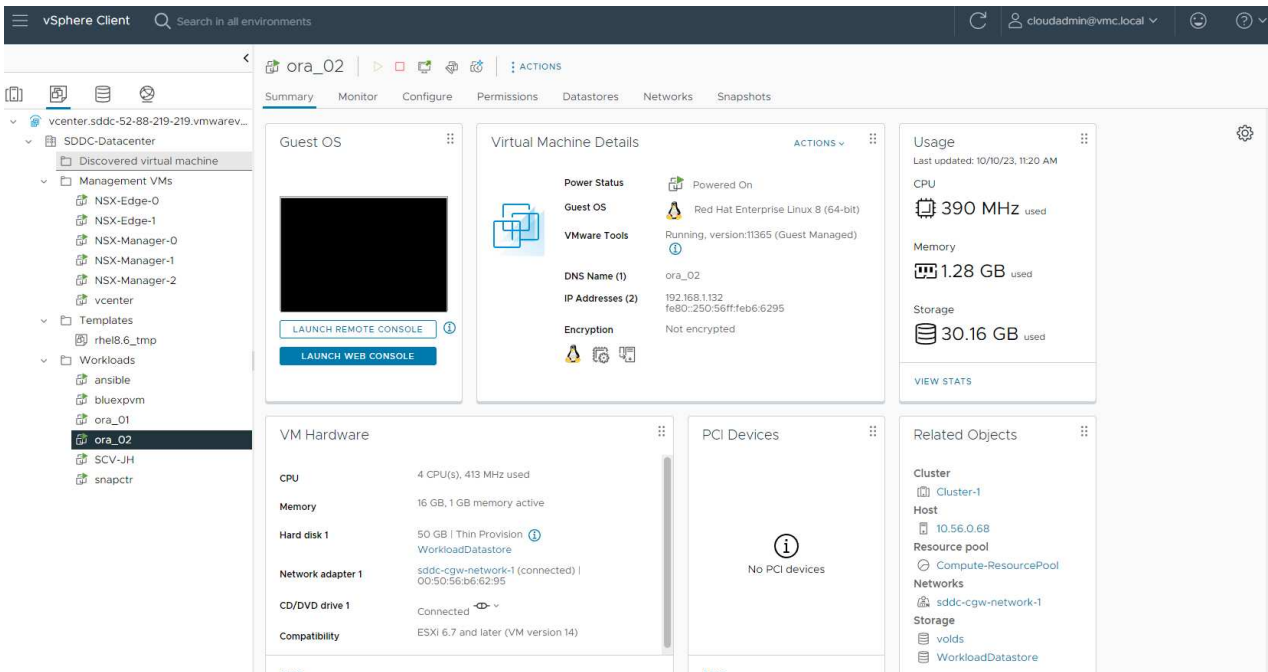 vSphere Client
Search in all environments
cloudadmin@vmc.local
vcenter.sddc-52-88-219-219.vmwarev...
SDDC-Datacenter
Discovered virtual machine
Management VMs
NSX-Edge-0
NSX-Edge-1
NSX-Manager-0
NSX-Manager-1
NSX-Manager-2
vcenter
Templates
rhel8.6_tmp
Workloads
ansible
bluexpvm
ora_01
ora_02
SCV-JH
snapctr
ora_02
ACTIONS
Summary Monitor Configure Permissions Datastores Networks Snapshots
Guest OS
LAUNCH REMOTE CONSOLE
LAUNCH WEB CONSOLE
Virtual Machine Details
ACTIONS
Power Status Powered On
Guest OS Red Hat Enterprise Linux 8 (64-bit)
VMware Tools Running, version:11365 (Guest Managed)
DNS Name (1) ora_02
IP Addresses (2) 192.168.1.132
fe80::250:56ff:feb6:6295
Encryption Not encrypted
Usage
Last updated: 10/10/23, 11:20 AM
CPU
390 MHz used
Memory
1.28 GB used
Storage
30.16 GB used
VIEW STATS
VM Hardware
CPU 4 CPU(s), 413 MHz used
Memory 16 GB, 1 GB memory active
Hard disk 1 50 GB | Thin Provision
WorkloadDatastore
Network adapter 1 sddc-cgw-network-1 (connected) |
00:50:56:b6:62:95
CD/DVD drive 1 Connected
Compatibility ESXi 6.7 and later (VM version 14)
PCI Devices
No PCI devices
Related Objects
Cluster
Cluster-1
Host
10.56.0.68
Resource pool
Compute-ResourcePool
Networks
sddc-cgw-network-1
Storage
volds
WorkloadDatastore